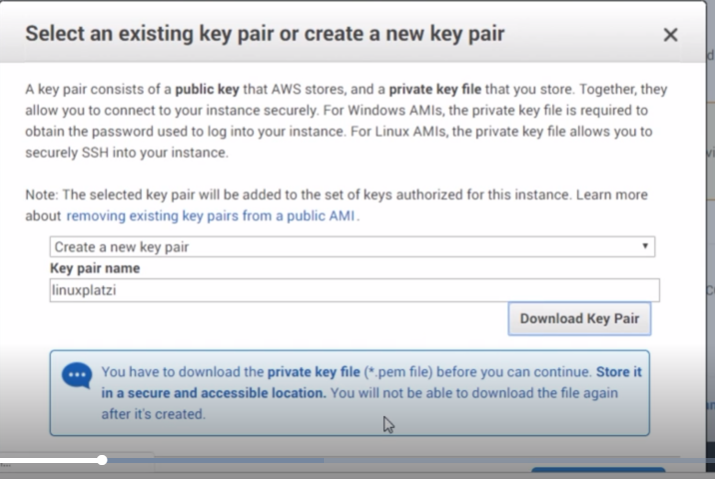 Select an existing key pair or create a new key pair
A key pair consists of a public key that AWS stores, and a private key file that you store. Together, they
allow you to connect to your instance securely. For Windows AMIs, the private key file is required to
obtain the password used to log into your instance. For Linux AMIs, the private key file allows you to
securely SSH into your instance.
Note: The selected key pair will be added to the set of keys authorized for this instance. Learn more
about removing existing key pairs from a public AMI.
Create a new key pair
Key pair name
linuxplatzi
Download Key Pair
You have to download the private key file (*.pem file) before you can continue. Store it
in a secure and accessible location. You will not be able to download the file again
after it's created.